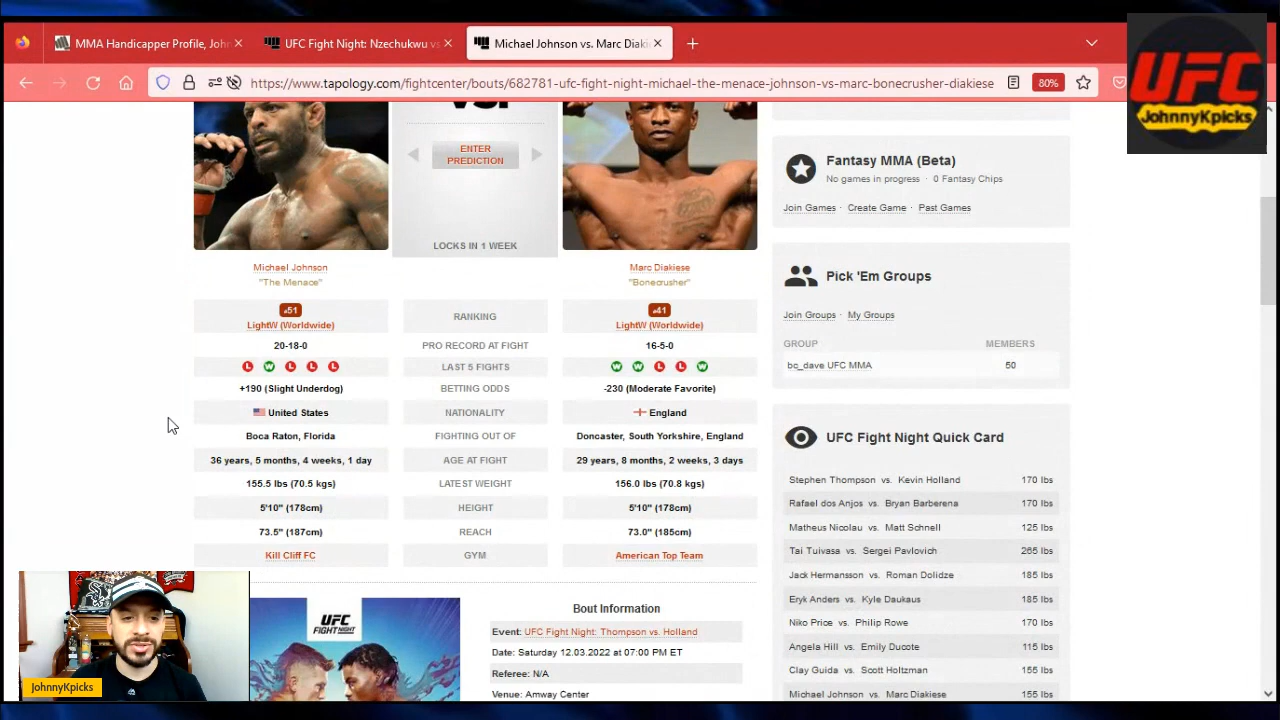 MMA Handicapper Profile, Joh
UFC Fight Night: Nzechukwu vs
Michael Johnson vs. Marc Diaki
https://www.tapology.com/fightcenter/bouts/682781-ufc-fight-night-michael-the-menace-johnson-vs-marc-bonecrusher-diakiese
80%
UFC
JohnnyKpicks
ENTER
PREDICTION
LOCKS IN 1 WEEK
Michael Johnson
"The Menace"
Marc Diakiese
"Bonecrusher"
51
LightW (Worldwide)
RANKING
41
LightW (Worldwide)
20-18-0 PRO RECORD AT FIGHT 16-5-0
L W L L L LAST 5 FIGHTS W W L L W
+190 (Slight Underdog) BETTING ODDS -230 (Moderate Favorite)
United States NATIONALITY England
Boca Raton, Florida FIGHTING OUT OF Doncaster, South Yorkshire, England
36 years, 5 months, 4 weeks, 1 day AGE AT FIGHT 29 years, 8 months, 2 weeks, 3 days
155.5 lbs (70.5 kgs) LATEST WEIGHT 156.0 lbs (70.8 kgs)
5'10" (178cm) HEIGHT 5'10" (178cm)
73.5" (187cm) REACH 73.0" (185cm)
Kill Cliff FC GYM American Top Team
UFC
FIGHT NIGHT
Bout Information
Event: UFC Fight Night: Thompson vs. Holland
Date: Saturday 12.03.2022 at 07:00 PM ET
Referee: N/A
Venue: Amway Center
Fantasy MMA (Beta)
No games in progress · 0 Fantasy Chips
Join Games · Create Game · Past Games
Pick 'Em Groups
Join Groups · My Groups
GROUP MEMBERS
bc_dave UFC MMA 50
UFC Fight Night Quick Card
Stephen Thompson vs. Kevin Holland 170 lbs
Rafael dos Anjos vs. Bryan Barberena 170 lbs
Matheus Nicolau vs. Matt Schnell 125 lbs
Tai Tuivasa vs. Sergei Pavlovich 265 lbs
Jack Hermansson vs. Roman Dolidze 185 lbs
Eryk Anders vs. Kyle Daukaus 185 lbs
Niko Price vs. Philip Rowe 170 lbs
Angela Hill vs. Emily Ducote 115 lbs
Clay Guida vs. Scott Holtzman 155 lbs
Michael Johnson vs. Marc Diakiese 155 lbs
JohnnyKpicks